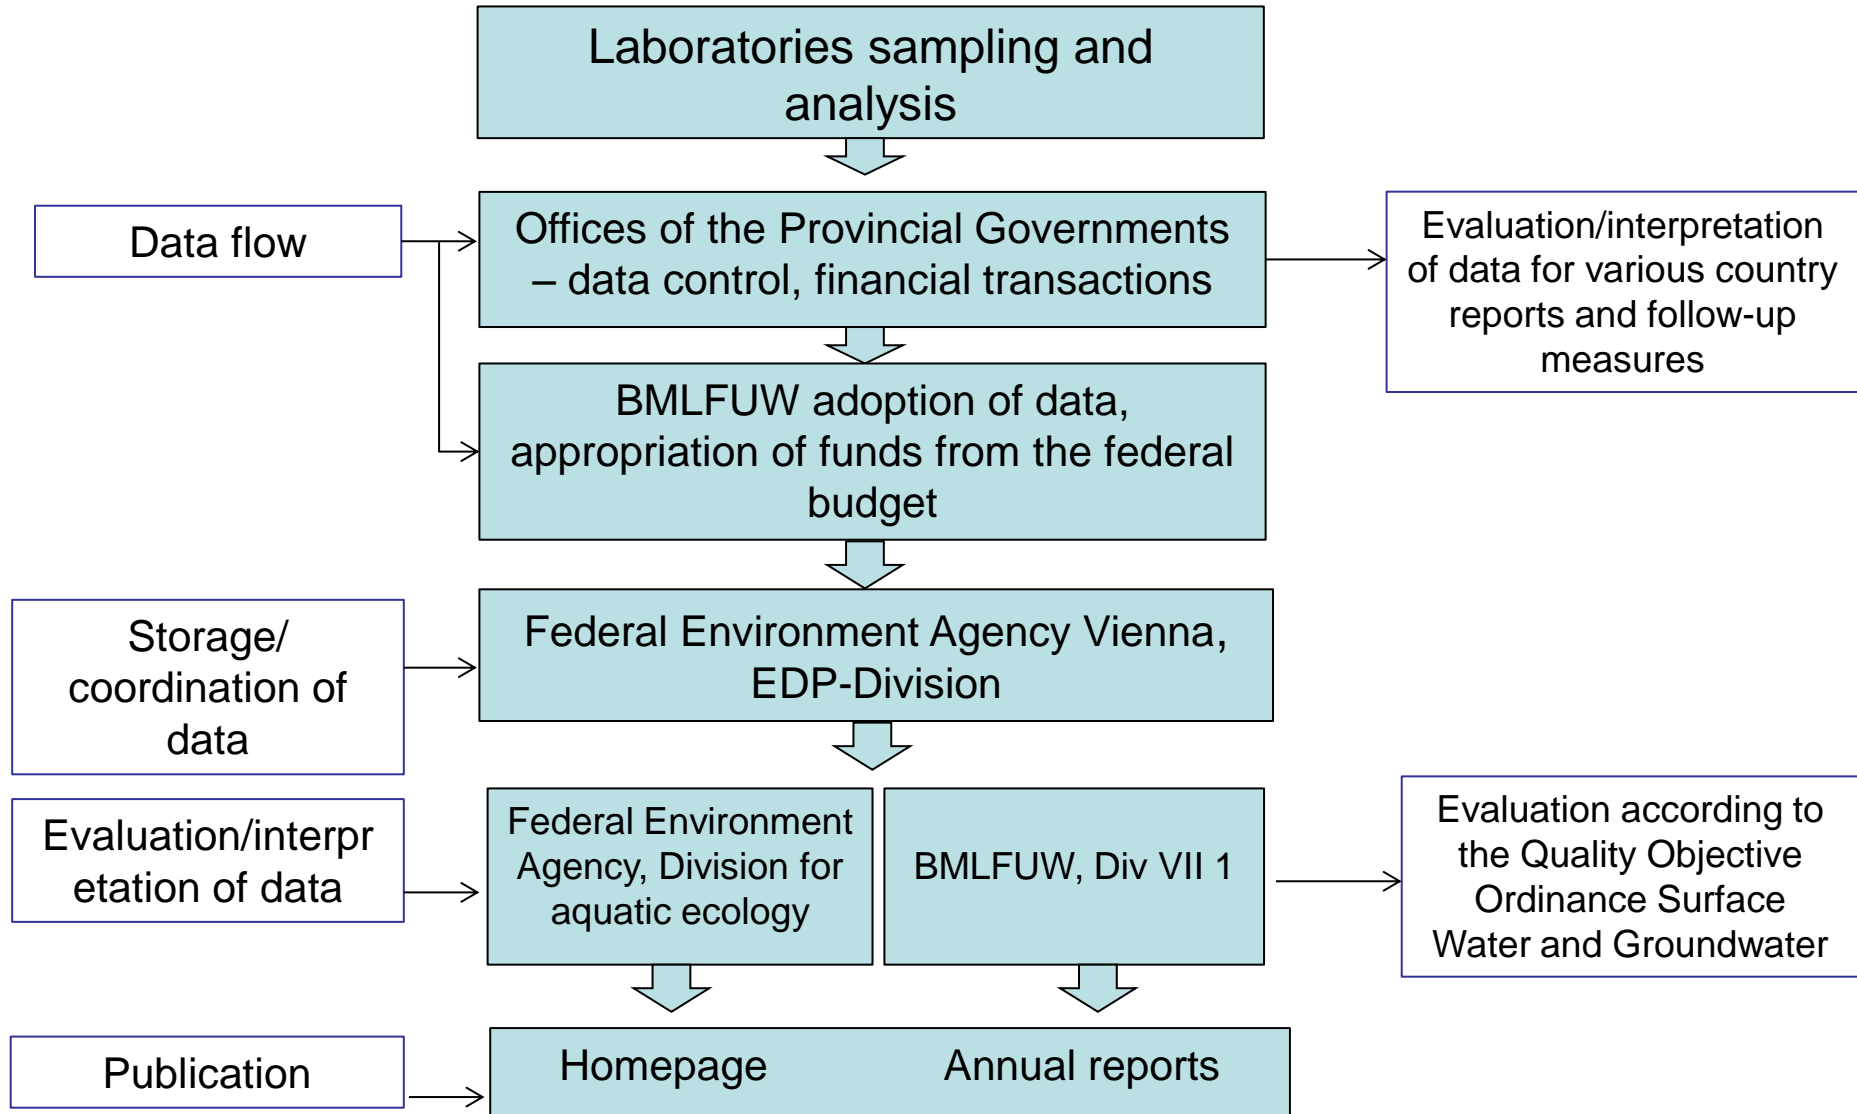 Laboratories sampling and
analysis
Data flow
Offices of the Provincial Governments
– data control, financial transactions
Evaluation/interpretation
of data for various country
reports and follow-up
measures
BMLFUW adoption of data,
appropriation of funds from the federal
budget
Storage/
coordination of
data
Federal Environment Agency Vienna,
EDP-Division
Evaluation/interpr
etation of data
Federal Environment
Agency, Division for
aquatic ecology
BMLFUW, Div VII 1
Evaluation according to
the Quality Objective
Ordinance Surface
Water and Groundwater
Publication
Homepage
Annual reports